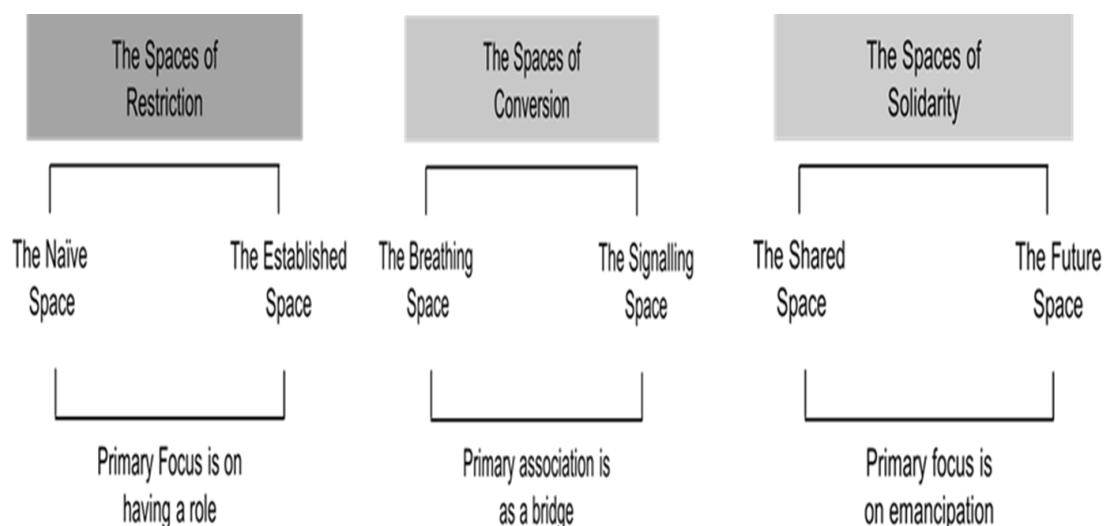 The Spaces of
Restriction
The Spaces of
Conversion
The Spaces of
Solidarity
The Naïve
Space
The Established
Space
The Breathing
Space
The Signalling
Space
The Shared
Space
The Future
Space
Primary Focus is on
having a role
Primary association is
as a bridge
Primary focus is
on emancipation